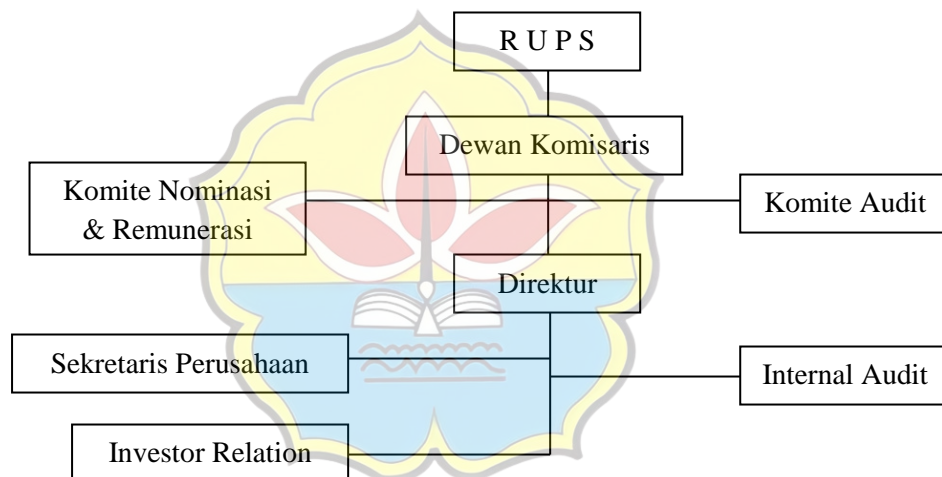 R U P S
Dewan Komisaris
Komite Nominasi
& Remunerasi
Komite Audit
Direktur
Sekretaris Perusahaan
Internal Audit
Investor Relation